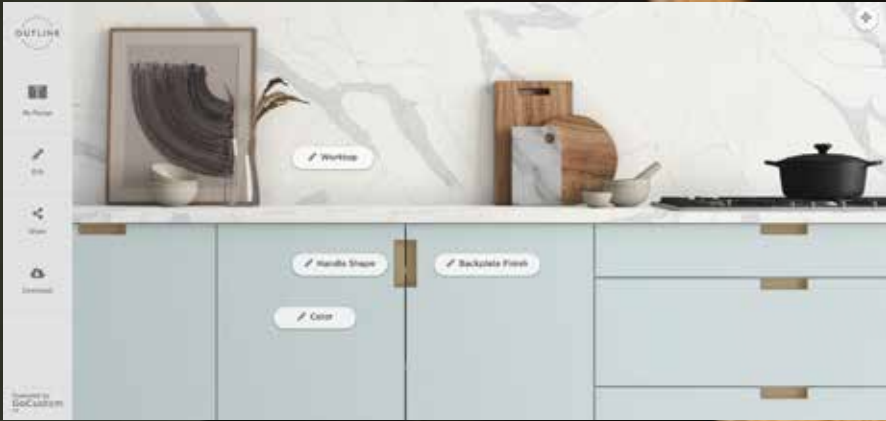 OUTLINE
My Design
Edit
Share
Download
Worktop
Handle Shape
Backplate Finish
Color
Powered by
GoCustom